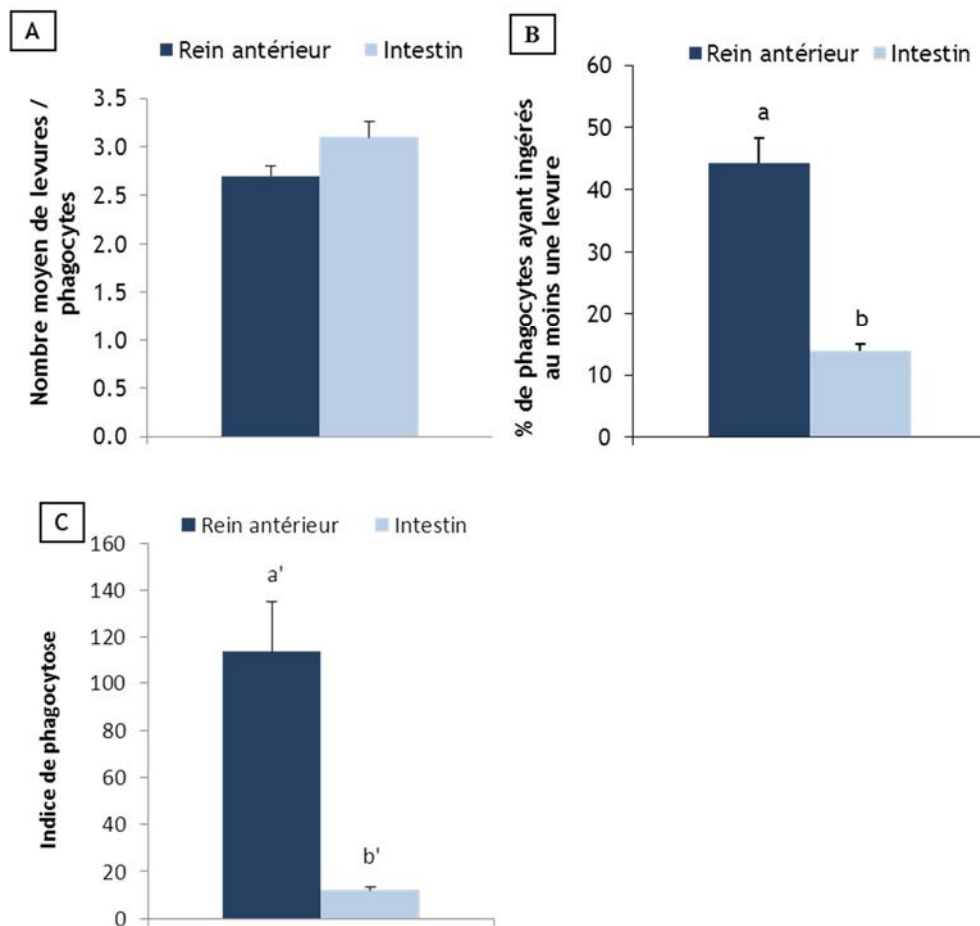 A
Rein antérieur Intestin
Nombre moyen de levures /
phagocytes
3.5
3.0
2.5
2.0
1.5
1.0
0.5
0.0
B
Rein antérieur Intestin
% de phagocytes ayant ingérés
au moins une levure
60
50
40
30
20
10
0
a
b
C
Rein antérieur Intestin
Indice de phagocytose
160
140
120
100
80
60
40
20
0
a'
b'